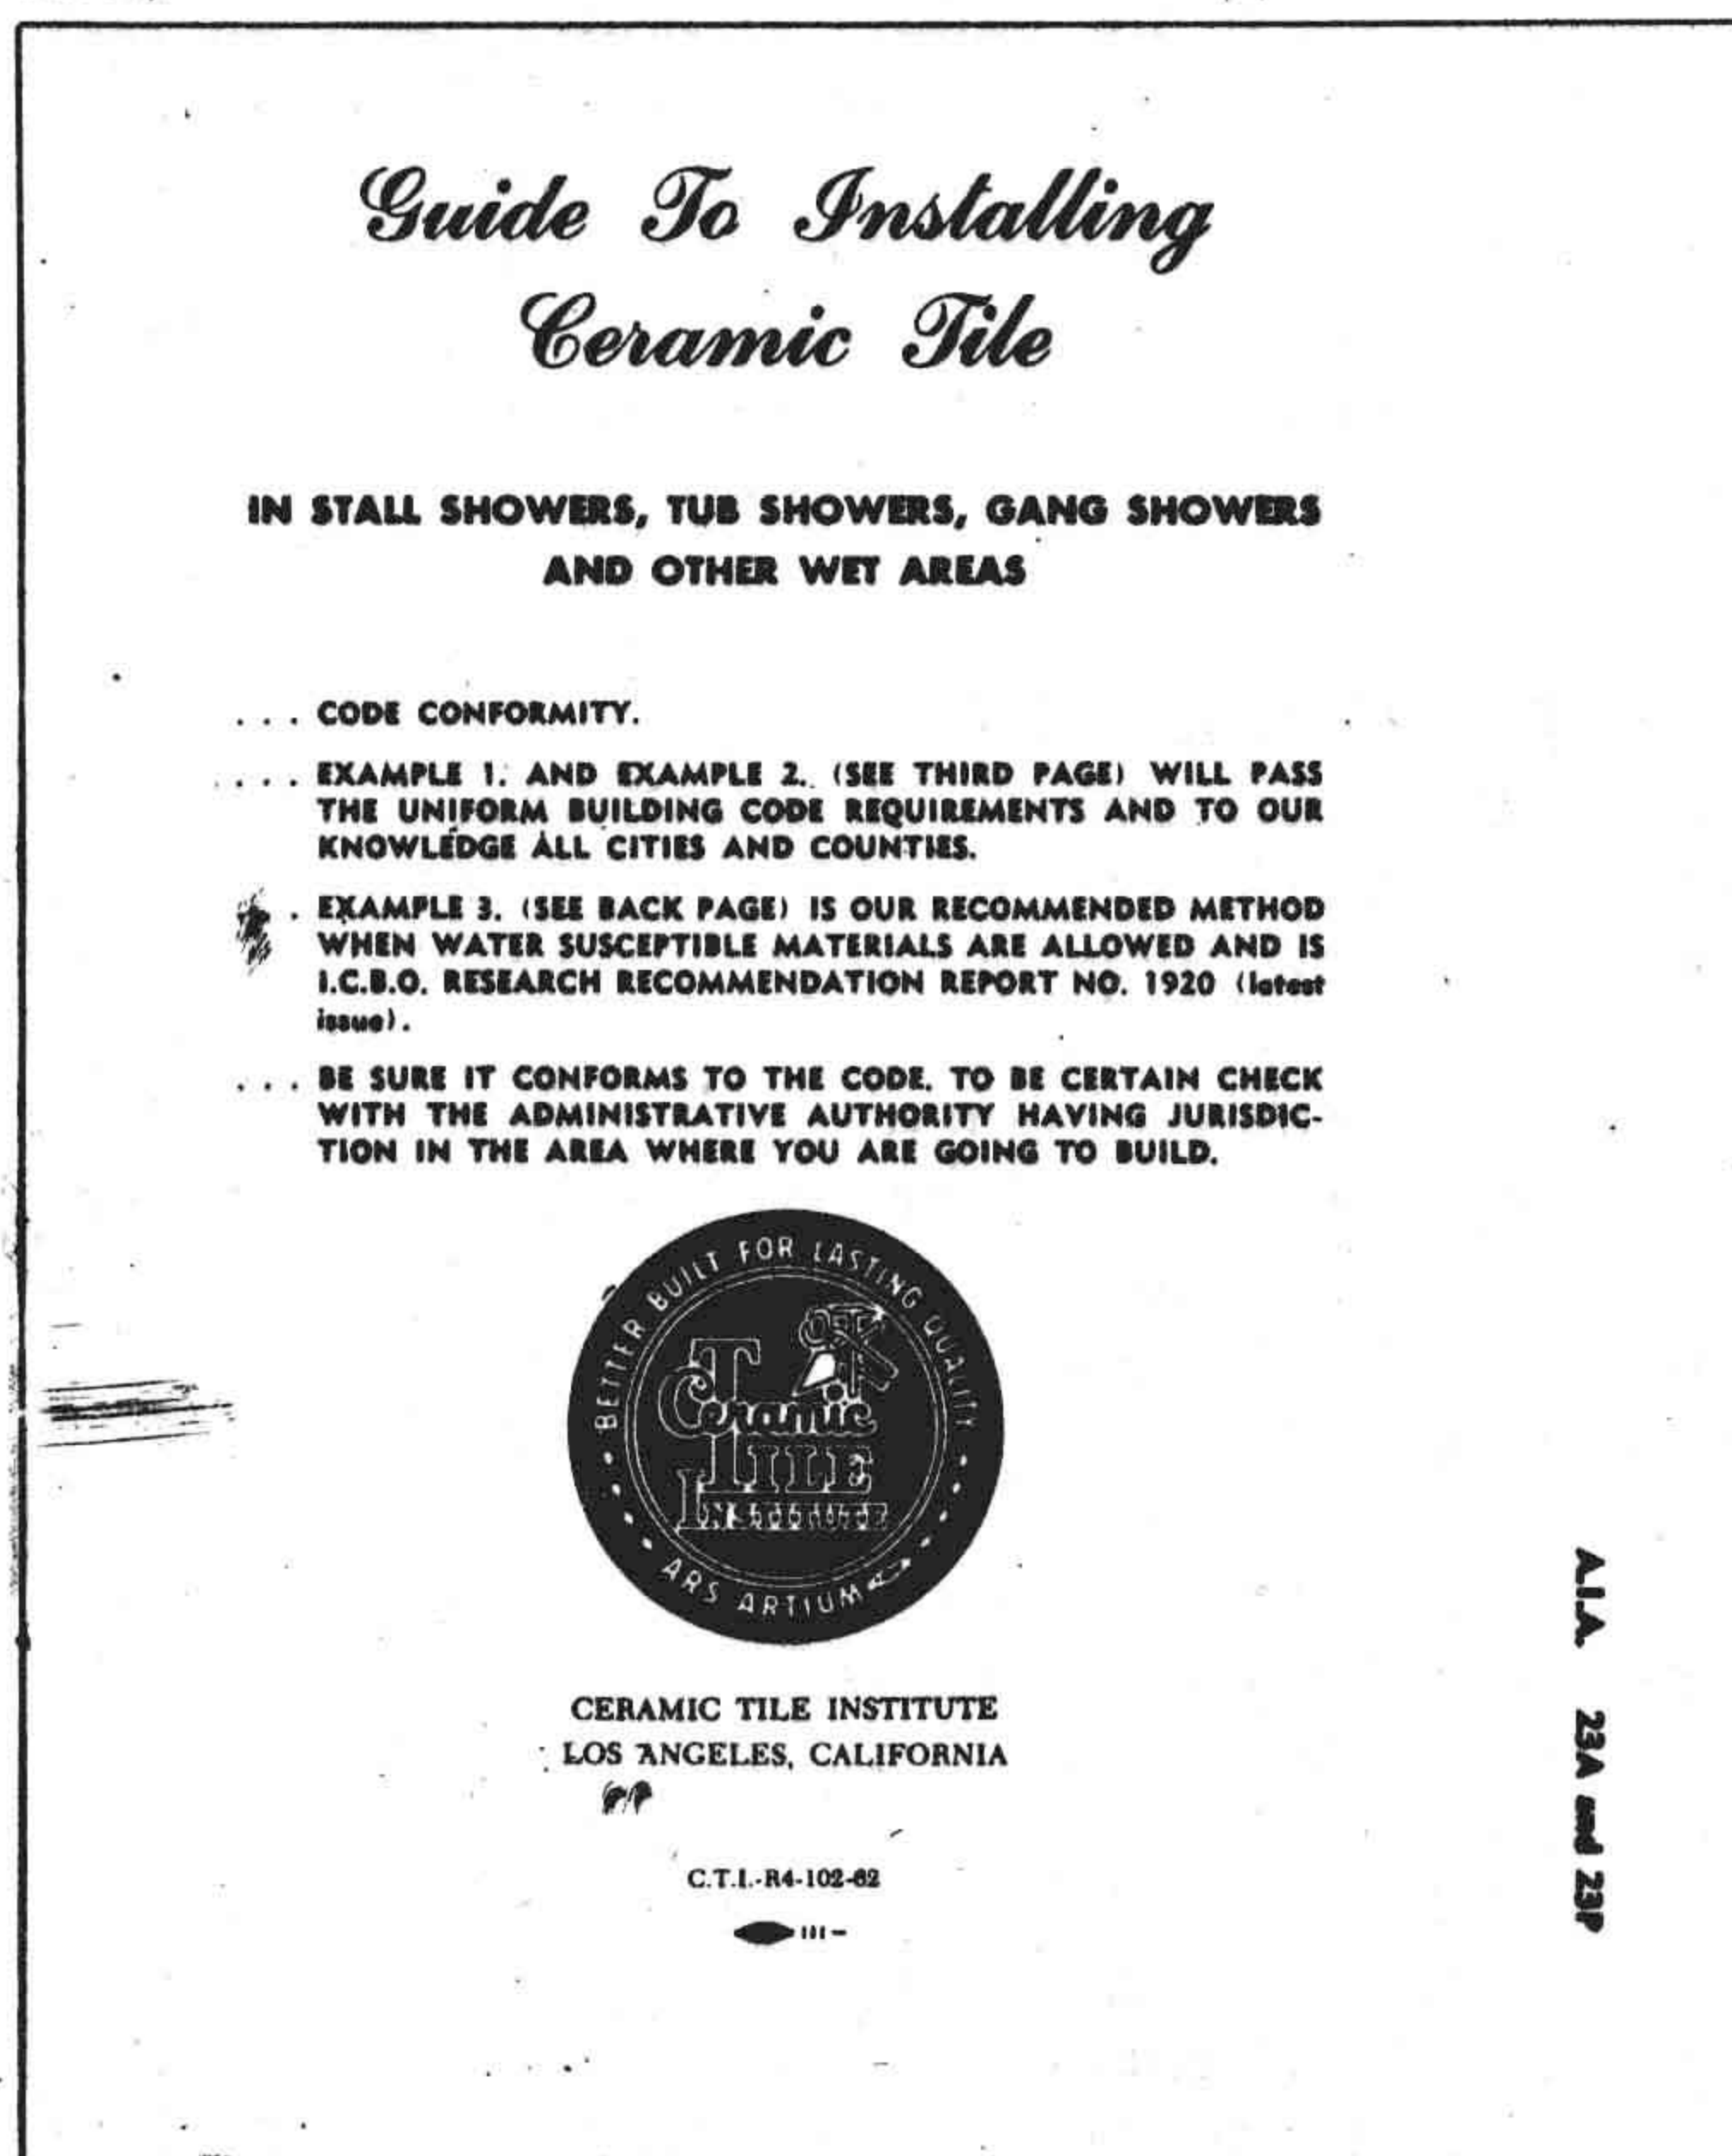 Guide To Installing
Ceramic Tile
IN STALL SHOWERS, TUB SHOWERS, GANG SHOWERS
AND OTHER WET AREAS
... CODE CONFORMITY.
.... EXAMPLE 1. AND EXAMPLE 2. (SEE THIRD PAGE) WILL PASS
THE UNIFORM BUILDING CODE REQUIREMENTS AND TO OUR
KNOWLEDGE ALL CITIES AND COUNTIES.
. EXAMPLE 3. (SEE BACK PAGE) IS OUR RECOMMENDED METHOD
WHEN WATER SUSCEPTIBLE MATERIALS ARE ALLOWED AND IS
I.C.B.O. RESEARCH RECOMMENDATION REPORT NO. 1920 (latest
issue).
... BE SURE IT CONFORMS TO THE CODE. TO BE CERTAIN CHECK
WITH THE ADMINISTRATIVE AUTHORITY HAVING JURISDIC-
TION IN THE AREA WHERE YOU ARE GOING TO BUILD.
BETTER BUILT FOR LASTING QUALITY
Ceramic
TILE
INSTITUTE
ARS ARTIUM
CERAMIC TILE INSTITUTE
LOS ANGELES, CALIFORNIA
C.T.I.-R4-102-62
A.I.A. 23A and 23P